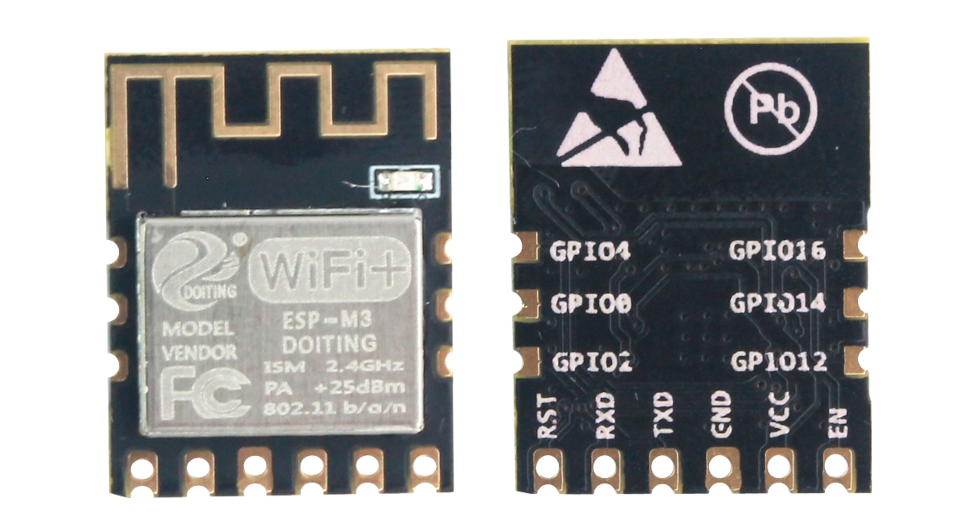 DOITING
WiFi+
MODEL ESP-M3
VENDOR DOITING
FC
ISM 2.4GHz
PA +25dBm
802.11 b/g/n
Pb
GPIO4 GPIO16
GPIO0 GPIO14
GPIO2 GPIO12
RST RXD TXD GND VCC EN